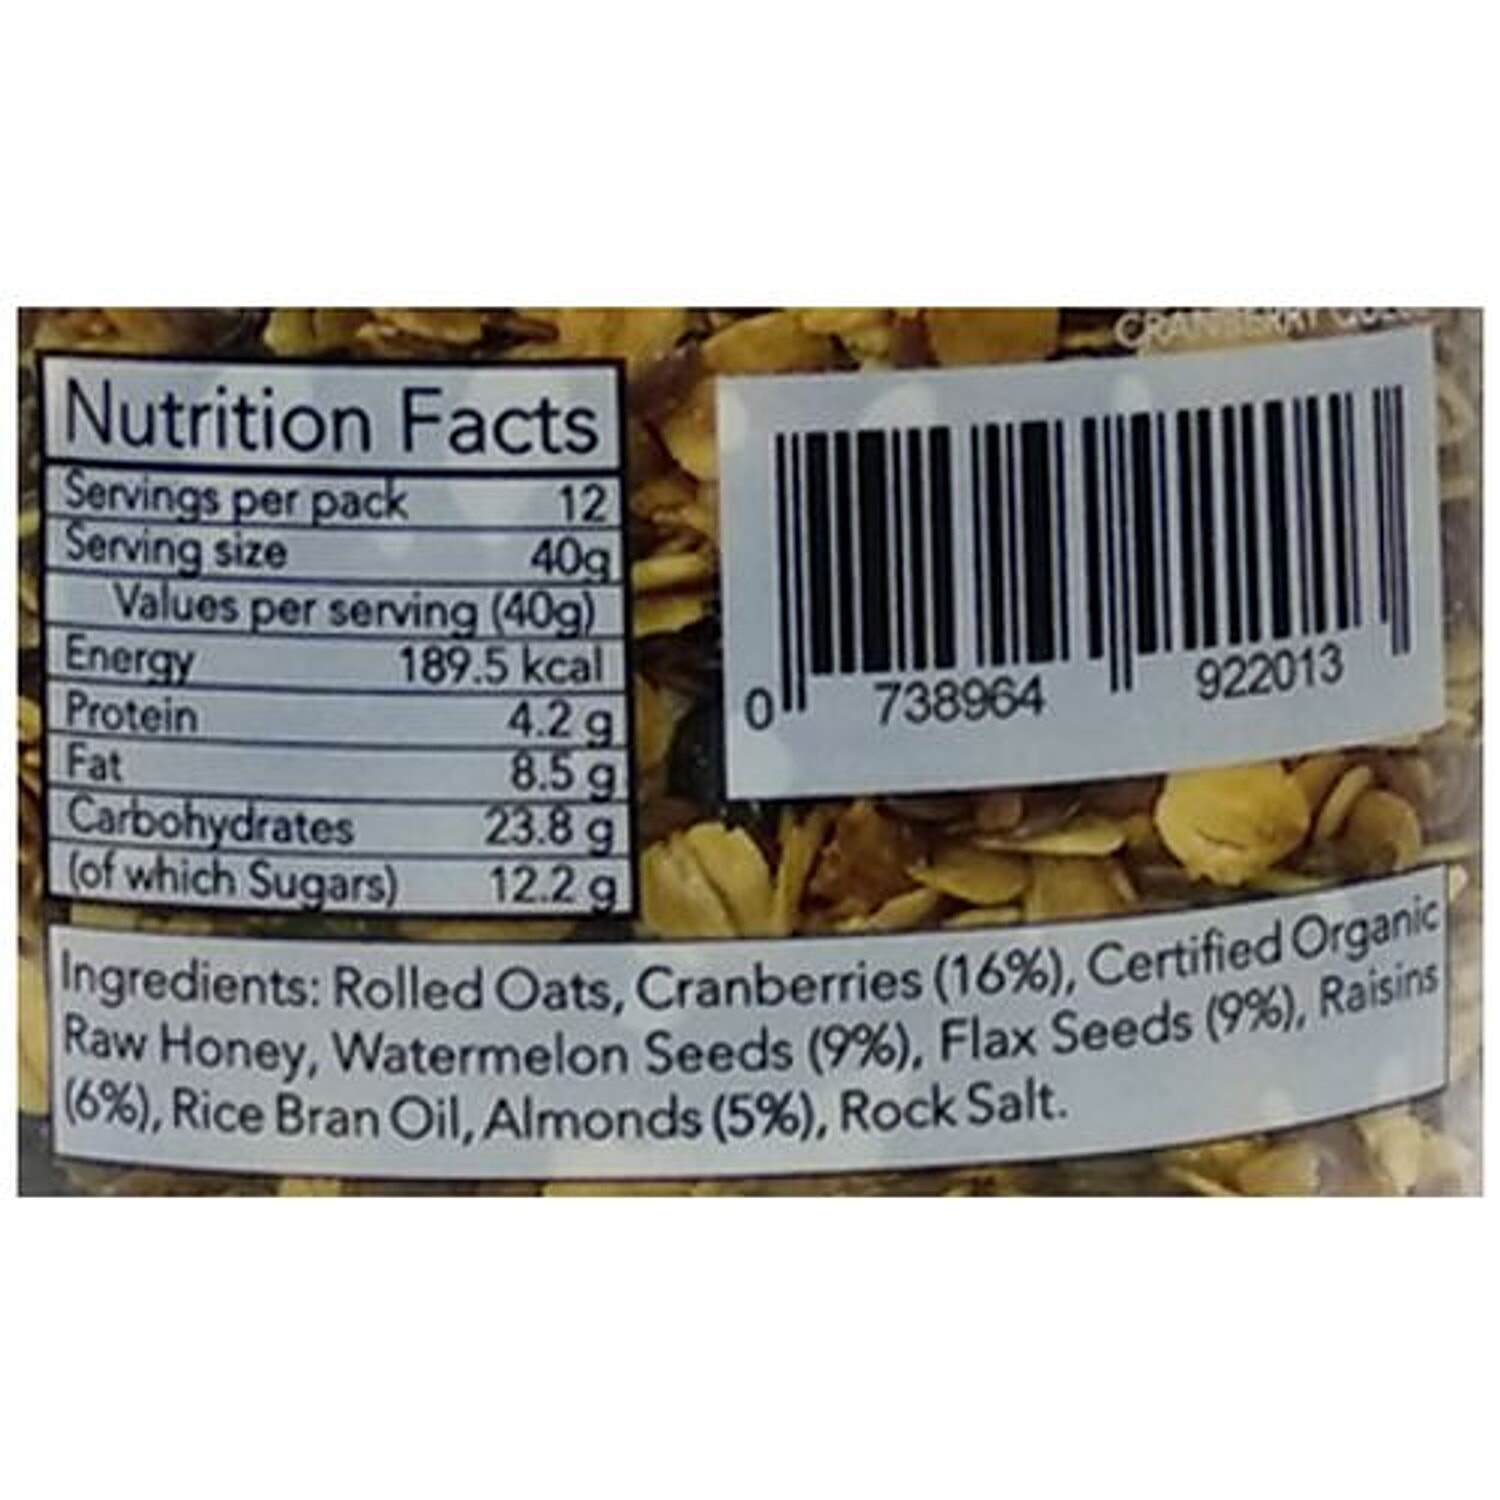 CRANBERRY
Nutrition Facts
Servings per pack 12
Serving size 40g
Values per serving (40g)
Energy 189.5 kcal
Protein 4.2 g
Fat 8.5 g
Carbohydrates 23.8 g
(of which Sugars) 12.2 g
0 738964 922013
Ingredients: Rolled Oats, Cranberries (16%), Certified Organic
Raw Honey, Watermelon Seeds (9%), Flax Seeds (9%), Raisins
(6%), Rice Bran Oil, Almonds (5%), Rock Salt.